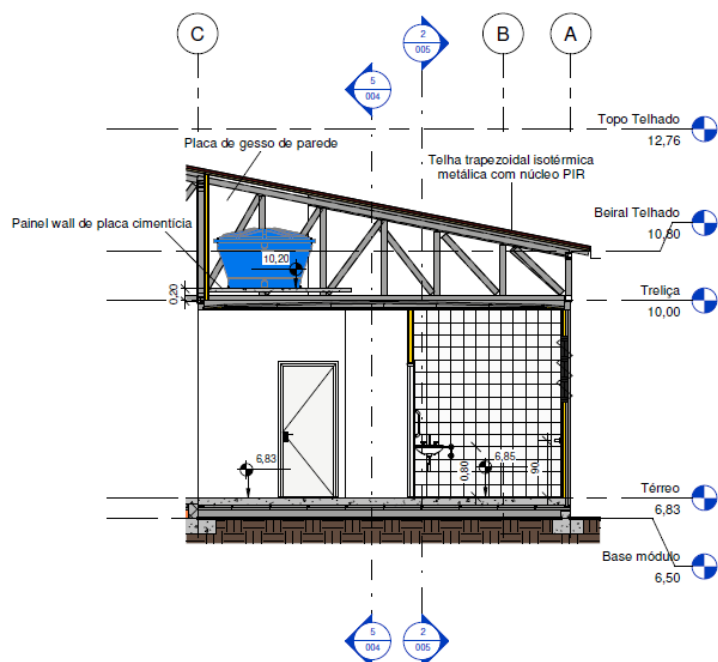 C
2
005
B
A
5
004
Topo Telhado
12,76
Placa de gesso de parede
Telha trapezoidal isotérmica
metálica com núcleo PIR
Painel wall de placa cimentícia
Beiral Telhado
10,80
10,20
0,20
Treliça
10,00
6,83
0,80
6,85
90
Térreo
6,83
Base módulo
6,50
5
004
2
005